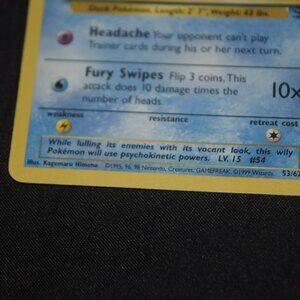 Duck Pokémon. Length: 2' 7", Weight: 43 lbs.
Headache Your opponent can't play
Trainer cards during his or her next turn.
Fury Swipes Flip 3 coins. This
attack does 10 damage times the
number of heads.
10x
weakness resistance retreat cost
While lulling its enemies with its vacant look, this wily
Pokémon will use psychokinetic powers. LV. 15 #54
Illus. Kagemaru Himeno ©1995, 96, 98 Nintendo, Creatures, GAMEFREAK. ©1999 Wizards. 53/62